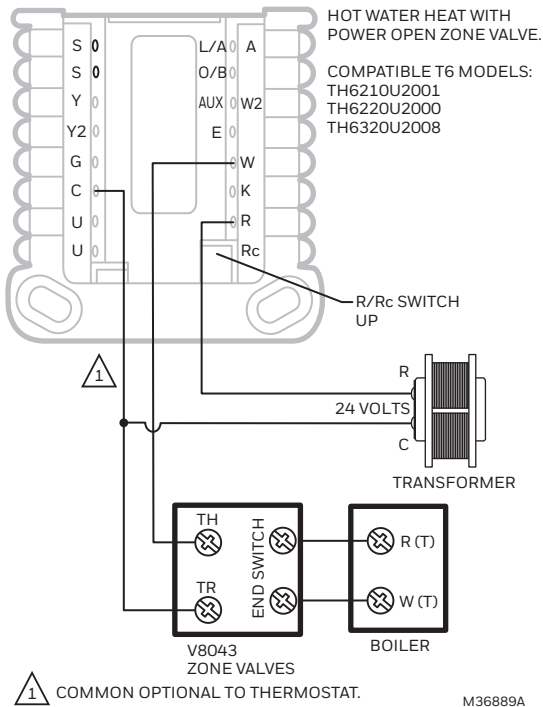 HOT WATER HEAT WITH
POWER OPEN ZONE VALVE.
COMPATIBLE T6 MODELS:
TH6210U2001
TH6220U2000
TH6320U2008
S L/A A
S O/B
Y AUX W2
Y2 E
G W
C K
U R
U Rc
R/Rc SWITCH
UP
1
R
24 VOLTS
C
TRANSFORMER
TH
TR
END SWITCH
R (T)
W (T)
V8043
ZONE VALVES
BOILER
1 COMMON OPTIONAL TO THERMOSTAT.
M36889A